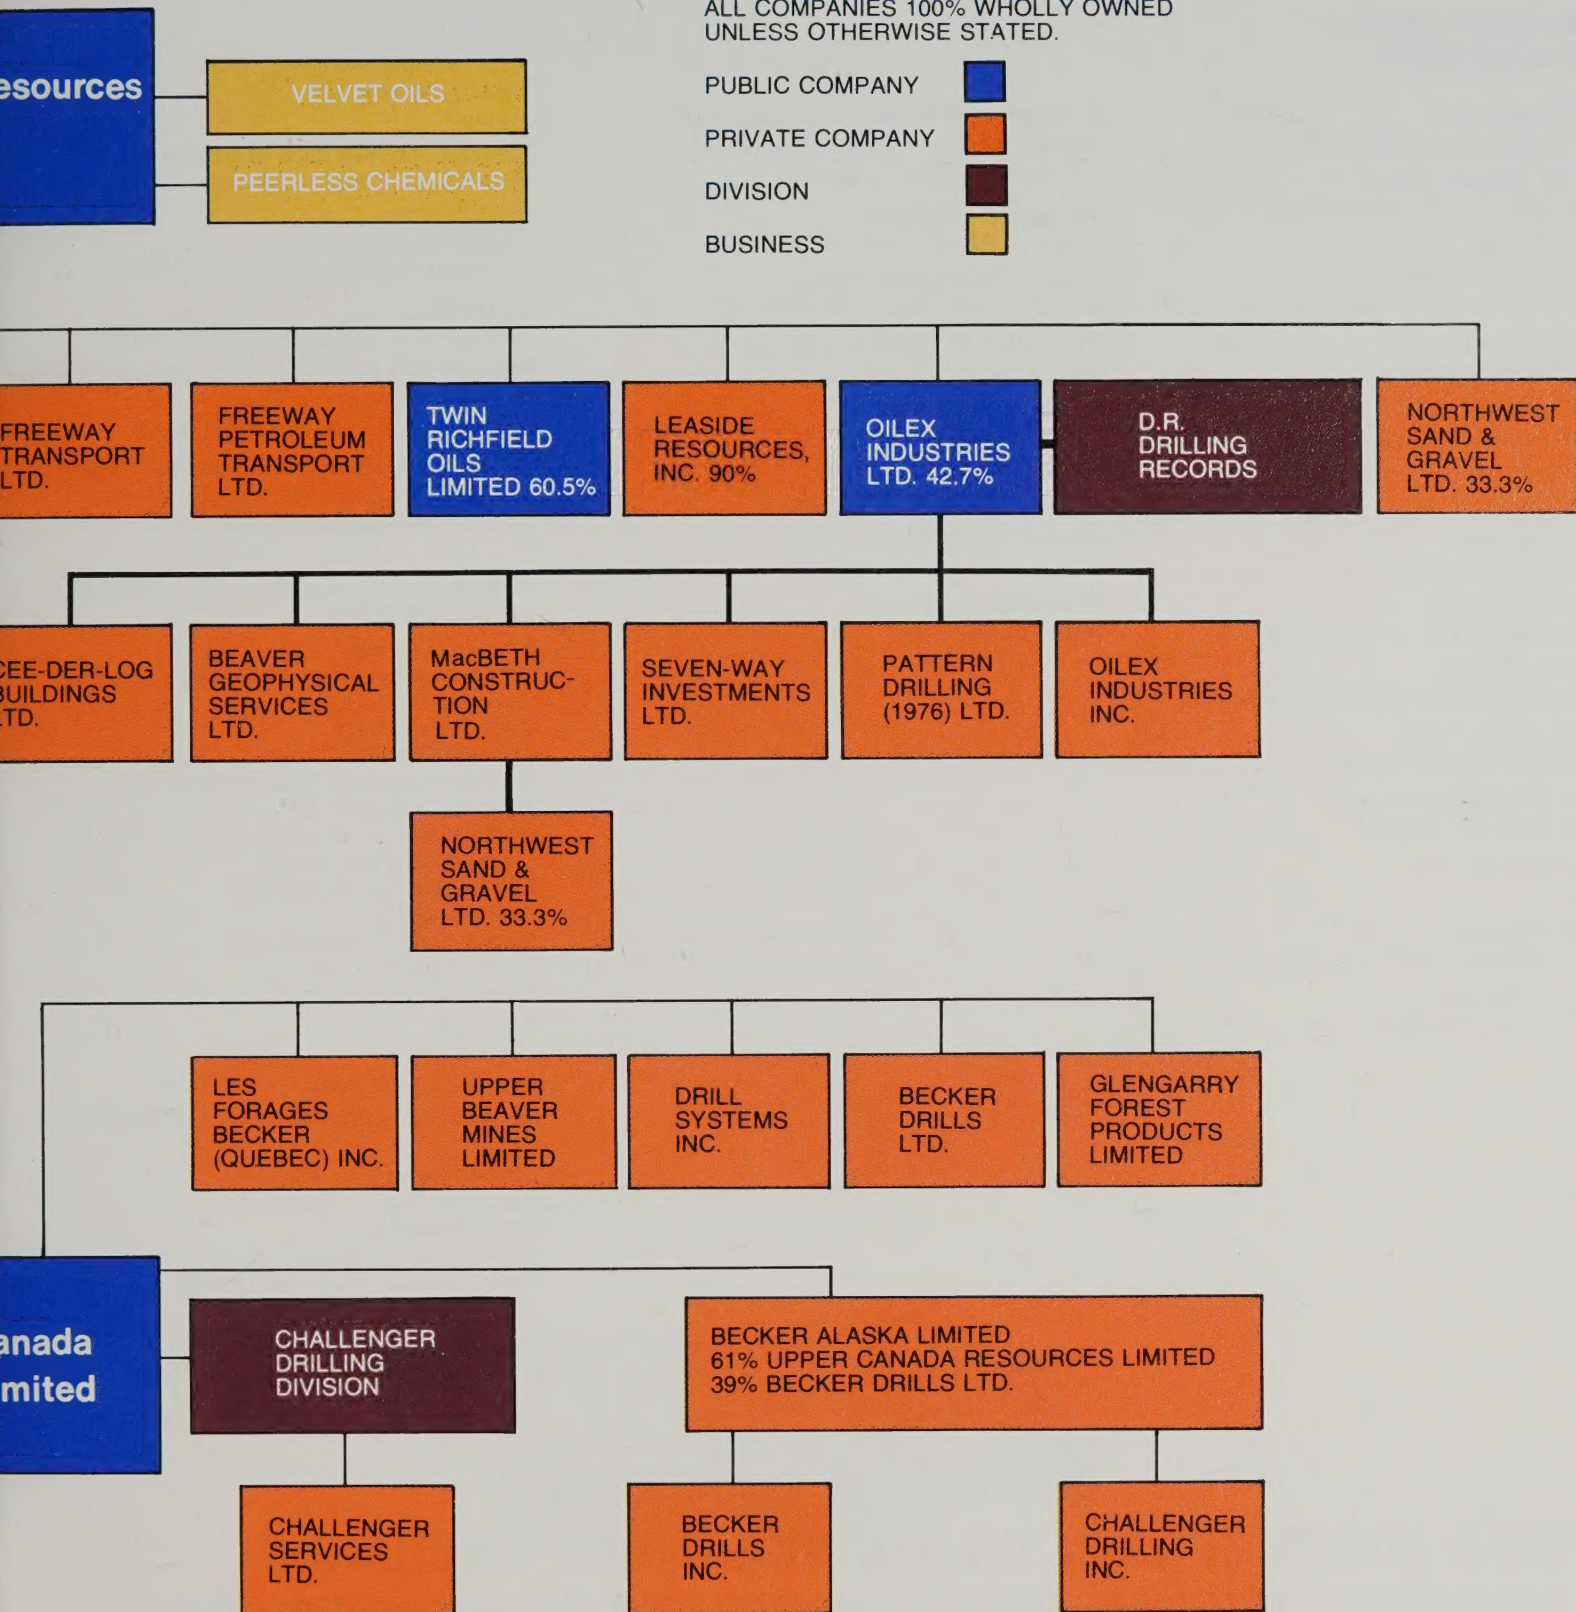 ALL COMPANIES 100% WHOLLY OWNED
UNLESS OTHERWISE STATED.
PUBLIC COMPANY
PRIVATE COMPANY
DIVISION
BUSINESS
esources
VELVET OILS
PEERLESS CHEMICALS
FREEWAY
TRANSPORT
LTD.
FREEWAY
PETROLEUM
TRANSPORT
LTD.
TWIN
RICHFIELD
OILS
LIMITED 60.5%
LEASIDE
RESOURCES,
INC. 90%
OILEX
INDUSTRIES
LTD. 42.7%
D.R.
DRILLING
RECORDS
NORTHWEST
SAND &
GRAVEL
LTD. 33.3%
CEE-DER-LOG
BUILDINGS
LTD.
BEAVER
GEOPHYSICAL
SERVICES
LTD.
MacBETH
CONSTRUC-
TION
LTD.
SEVEN-WAY
INVESTMENTS
LTD.
PATTERN
DRILLING
(1976) LTD.
OILEX
INDUSTRIES
INC.
NORTHWEST
SAND &
GRAVEL
LTD. 33.3%
LES
FORAGES
BECKER
(QUEBEC) INC.
UPPER
BEAVER
MINES
LIMITED
DRILL
SYSTEMS
INC.
BECKER
DRILLS
LTD.
GLENGARRY
FOREST
PRODUCTS
LIMITED
anada
mited
CHALLENGER
DRILLING
DIVISION
BECKER ALASKA LIMITED
61% UPPER CANADA RESOURCES LIMITED
39% BECKER DRILLS LTD.
CHALLENGER
SERVICES
LTD.
BECKER
DRILLS
INC.
CHALLENGER
DRILLING
INC.